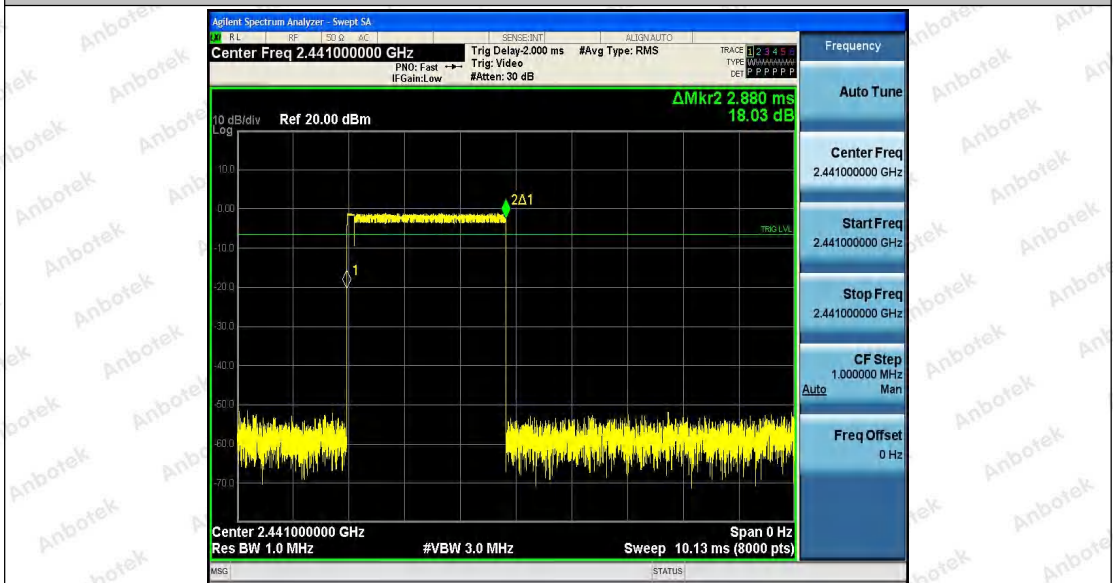 Agilent Spectrum Analyzer - Swept SA
LXI RL RF 50 Ω AC SENSE:INT ALIGN AUTO
Center Freq 2.441000000 GHz
PNO: Fast
IFGain:Low
Trig Delay-2.000 ms
Trig: Video
#Atten: 30 dB
#Avg Type: RMS
TRACE 1 2 3 4 5 6
TYPE WWWWWW
DET P P P P P P
ΔMkr2 2.880 ms
18.03 dB
10 dB/div Ref 20.00 dBm
Log
10.0
0.00
-10.0
-20.0
-30.0
-40.0
-50.0
-60.0
-70.0
2Δ1
TRIG LVL
1
Center 2.441000000 GHz
Span 0 Hz
Res BW 1.0 MHz
#VBW 3.0 MHz
Sweep 10.13 ms (8000 pts)
MSG
STATUS
Frequency
Auto Tune
Center Freq
2.441000000 GHz
Start Freq
2.441000000 GHz
Stop Freq
2.441000000 GHz
CF Step
1.000000 MHz
Auto Man
Freq Offset
0 Hz
Anbotek